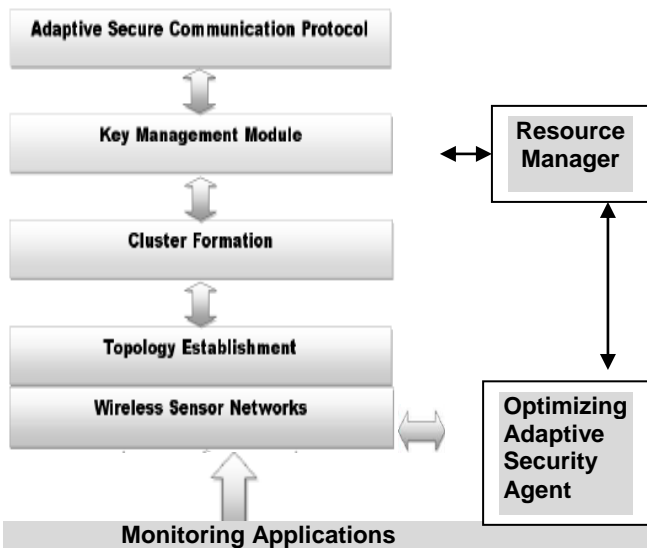 Adaptive Secure Communication Protocol
Key Management Module
Resource
Manager
Cluster Formation
Topology Establishment
Wireless Sensor Networks
Optimizing
Adaptive
Security
Agent
Monitoring Applications